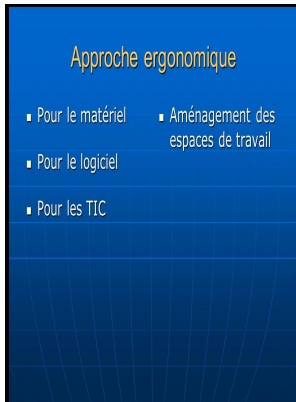 Approche ergonomique
Pour le matériel
Pour le logiciel
Pour les TIC
Aménagement des
espaces de travail